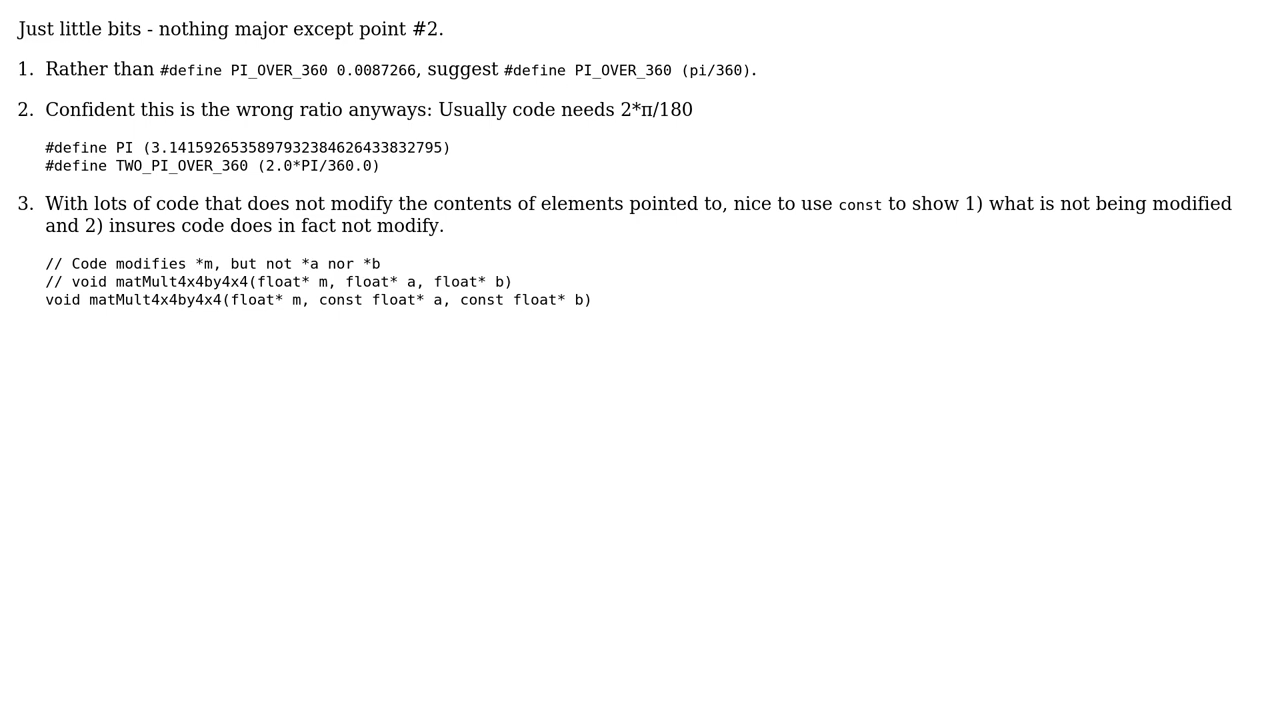 Just little bits - nothing major except point #2.
1. Rather than #define PI_OVER_360 0.0087266, suggest #define PI_OVER_360 (pi/360).
2. Confident this is the wrong ratio anyways: Usually code needs 2*π/180
#define PI (3.1415926535897932384626433832795)
#define TWO_PI_OVER_360 (2.0*PI/360.0)
3. With lots of code that does not modify the contents of elements pointed to, nice to use const to show 1) what is not being modified
and 2) insures code does in fact not modify.
// Code modifies *m, but not *a nor *b
// void matMult4x4by4x4(float* m, float* a, float* b)
void matMult4x4by4x4(float* m, const float* a, const float* b)